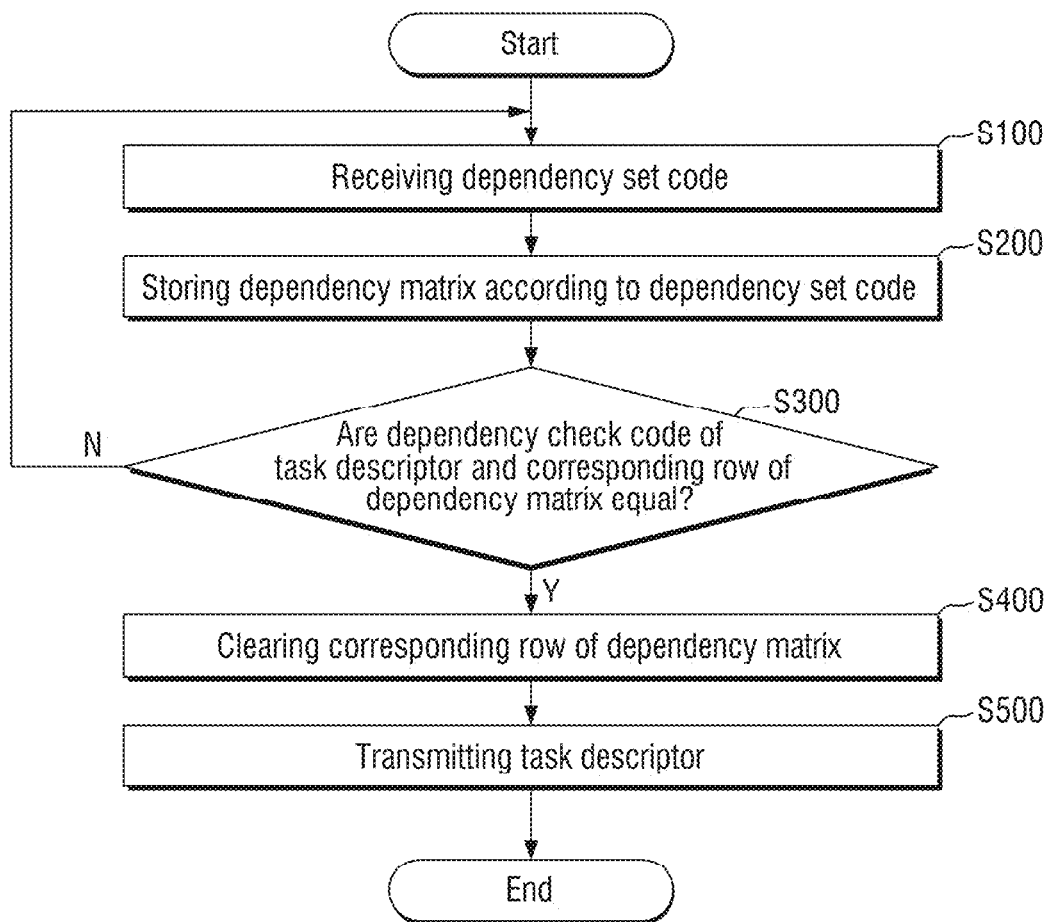 Start
S100
Receiving dependency set code
S200
Storing dependency matrix according to dependency set code
S300
Are dependency check code of
task descriptor and corresponding row of
dependency matrix equal?
N
Y
S400
Clearing corresponding row of dependency matrix
S500
Transmitting task descriptor
End